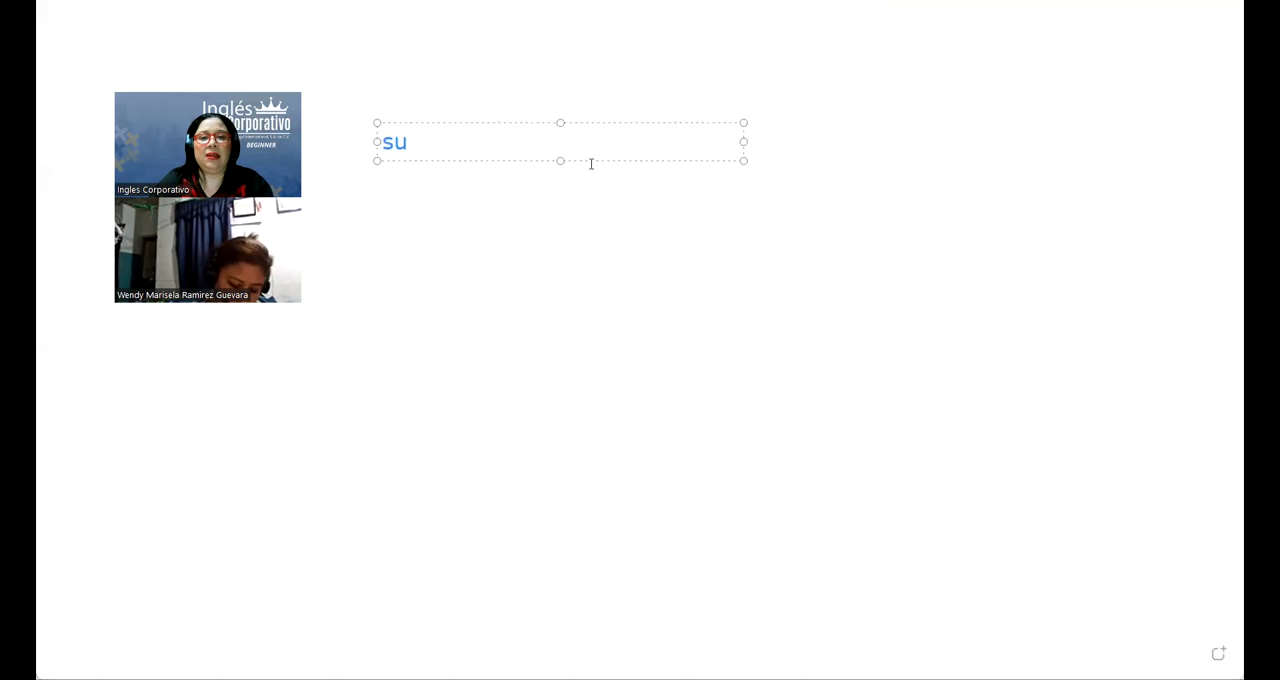 Inglés
Corporativo
BEGINNER
Ingles Corporativo
su
Wendy Marisela Ramirez Guevara